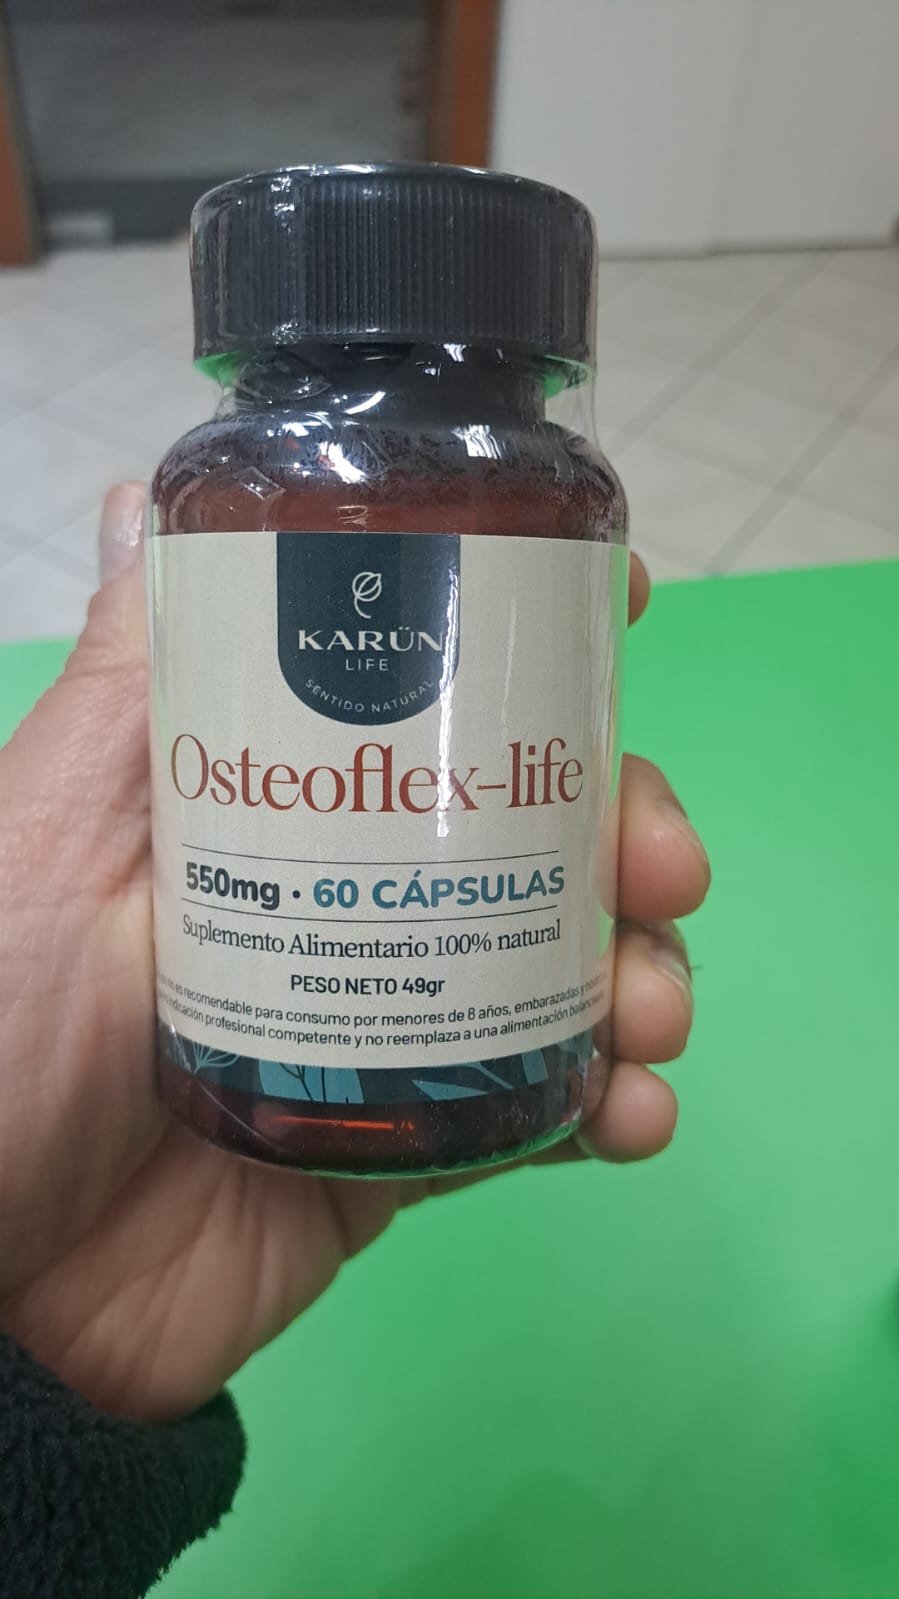 KARÜN
LIFE
SENTIDO NATURAL
Osteoflex-life
550mg · 60 CÁPSULAS
Suplemento Alimentario 100% natural
PESO NETO 49gr
no es recomendable para consumo por menores de 8 años, embarazadas y
indicación profesional competente y no reemplaza a una alimentación